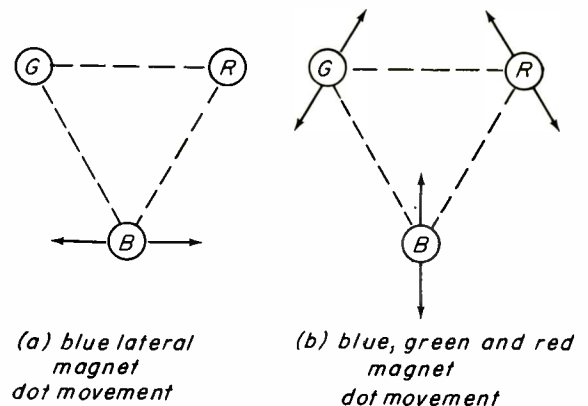 G R
B
G R
B
(a) blue lateral
magnet
dot movement
(b) blue, green and red
magnet
dot movement